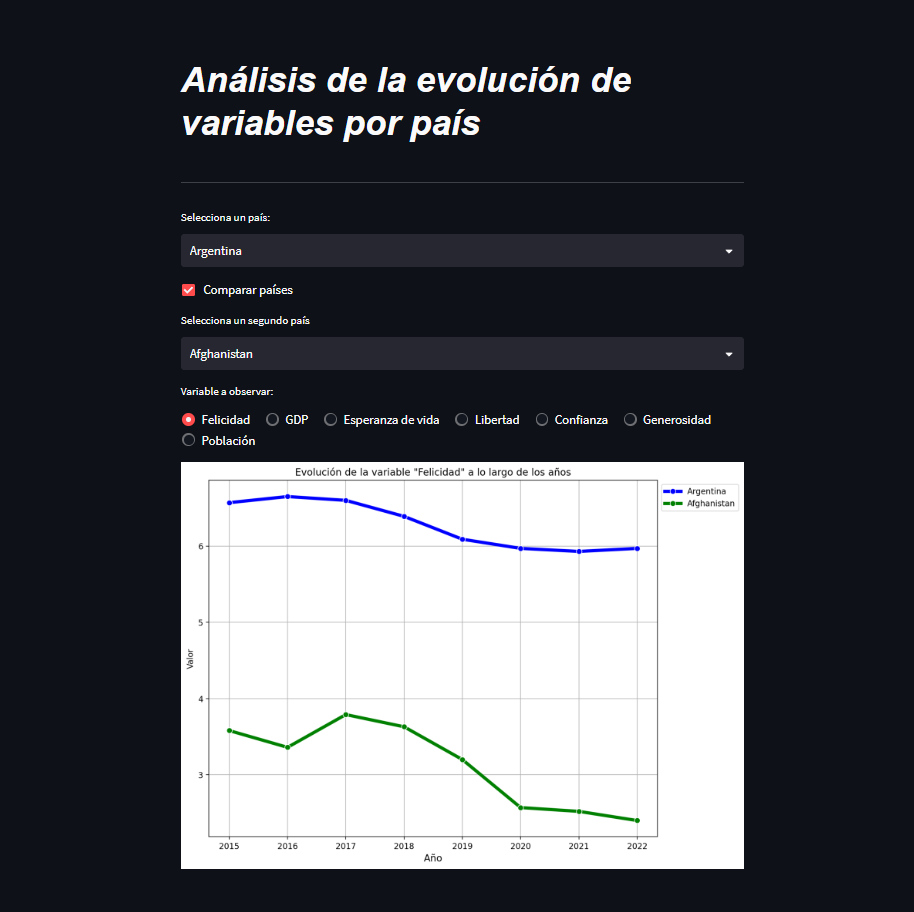 Análisis de la evolución de
variables por país
Selecciona un país:
Argentina
Comparar países
Selecciona un segundo país
Afghanistan
Variable a observar:
Felicidad GDP Esperanza de vida Libertad Confianza Generosidad
Población
Evolución de la variable "Felicidad" a lo largo de los años
Argentina
Afghanistan
6
5
4
3
Valor
2015 2016 2017 2018 2019 2020 2021 2022
Año